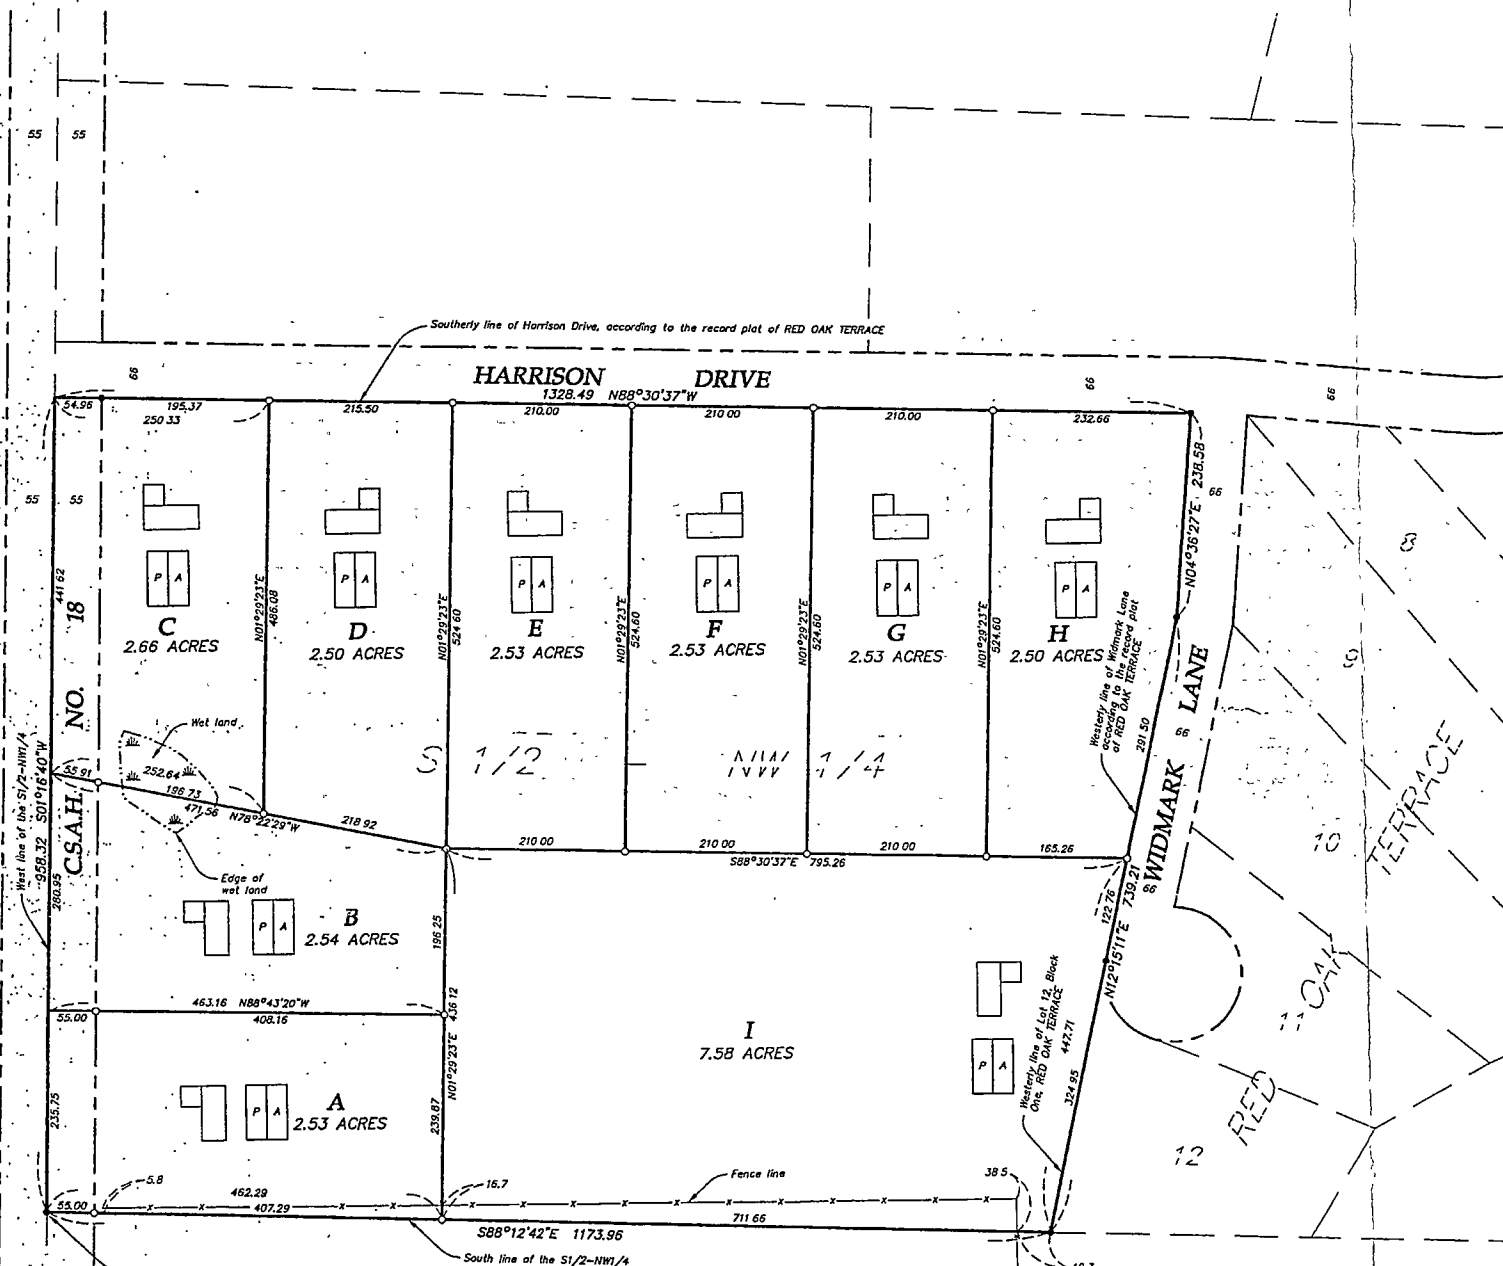 55
55
Southerly line of Harrison Drive, according to the record plat of RED OAK TERRACE
66
HARRISON DRIVE
1328.49 N88°30'37"W
66
66
54.96
195.37
250.33
215.50
210.00
210.00
210.00
232.66
55
55
66
N04°36'27"E 238.58
8
441.62
N01°29'23"E
486.08
N01°29'23"E
524.60
N01°29'23"E
524.60
N01°29'23"E
524.60
N01°29'23"E
524.60
P A
P A
P A
P A
P A
P A
C
2.66 ACRES
D
2.50 ACRES
E
2.53 ACRES
F
2.53 ACRES
G
2.53 ACRES
H
2.50 ACRES
9
Westerly line of Widmark Lane
according to the record plat
of RED OAK TERRACE
291.50
WIDMARK LANE
66
66
C.S.A.H. NO. 18
West line of the S1/2-NW1/4
958.32 S01°16'40"W
Wet land
S 1/2 NW 1/4
55.91
252.64
196.73
471.56
N78°22'29"W
218.92
210.00
210.00
210.00
165.26
S88°30'37"E 795.26
10
TERRACE
Edge of
wet land
280.95
P A
B
2.54 ACRES
196.25
122.76
N12°15'11"E 739.21
463.16 N88°43'20"W
408.16
55.00
436.12
N01°29'23"E
I
7.58 ACRES
P A
Westerly line of Lot 12, Block
One, RED OAK TERRACE
447.71
324.95
11
OAK
RED
12
235.75
P A
A
2.53 ACRES
239.87
5.8
16.7
Fence line
38.5
55.00
462.29
407.29
711.66
S88°12'42"E 1173.96
South line of the S1/2-NW1/4